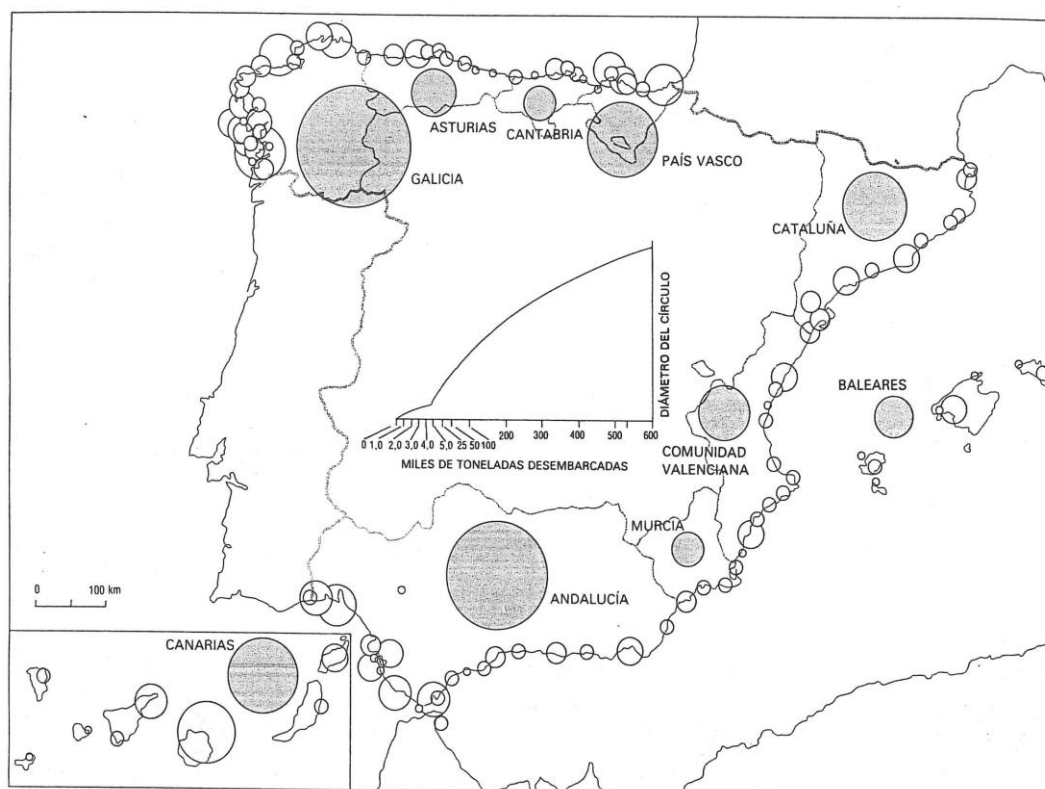 ASTURIAS
CANTABRIA
PAÍS VASCO
GALICIA
CATALUÑA
DIÁMETRO DEL CÍRCULO
BALEARES
0 1,0 2,0 3,0 4,0 5,0 25 50 100 200 300 400 533 600
MILES DE TONELADAS DESEMBARCADAS
COMUNIDAD
VALENCIANA
MURCIA
ANDALUCÍA
0 100 km
CANARIAS